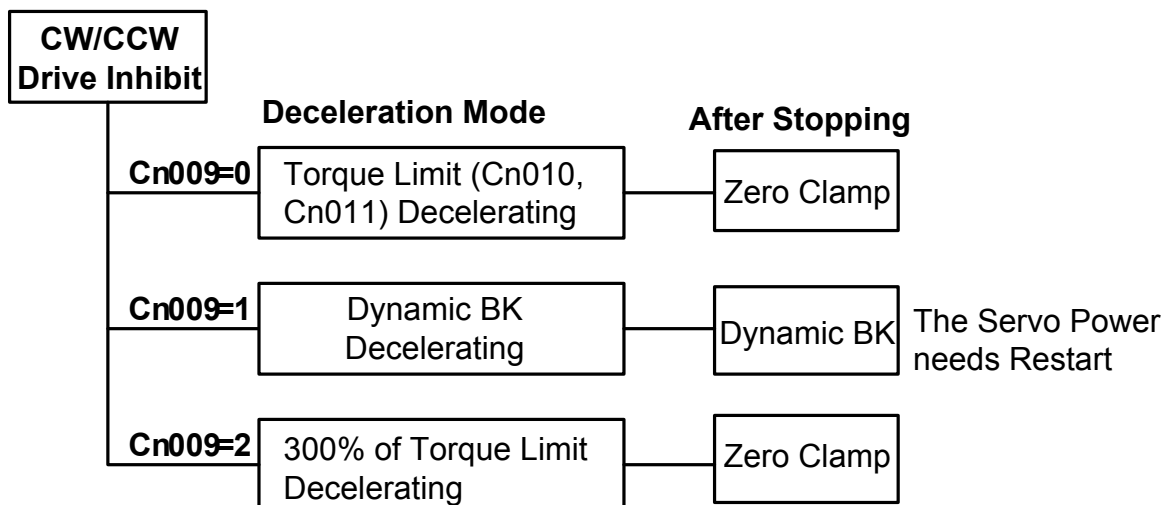 CW/CCW
Drive Inhibit
Deceleration Mode
After Stopping
Cn009=0
Torque Limit (Cn010,
Cn011) Decelerating
Zero Clamp
Cn009=1
Dynamic BK
Decelerating
Dynamic BK
The Servo Power
needs Restart
Cn009=2
300% of Torque Limit
Decelerating
Zero Clamp